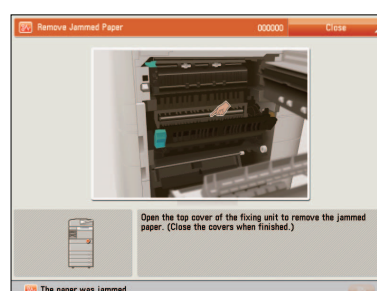 Remove Jammed Paper 000000 Close
Open the top cover of the fixing unit to remove the jammed
paper. (Close the covers when finished.)
The paper was jammed.